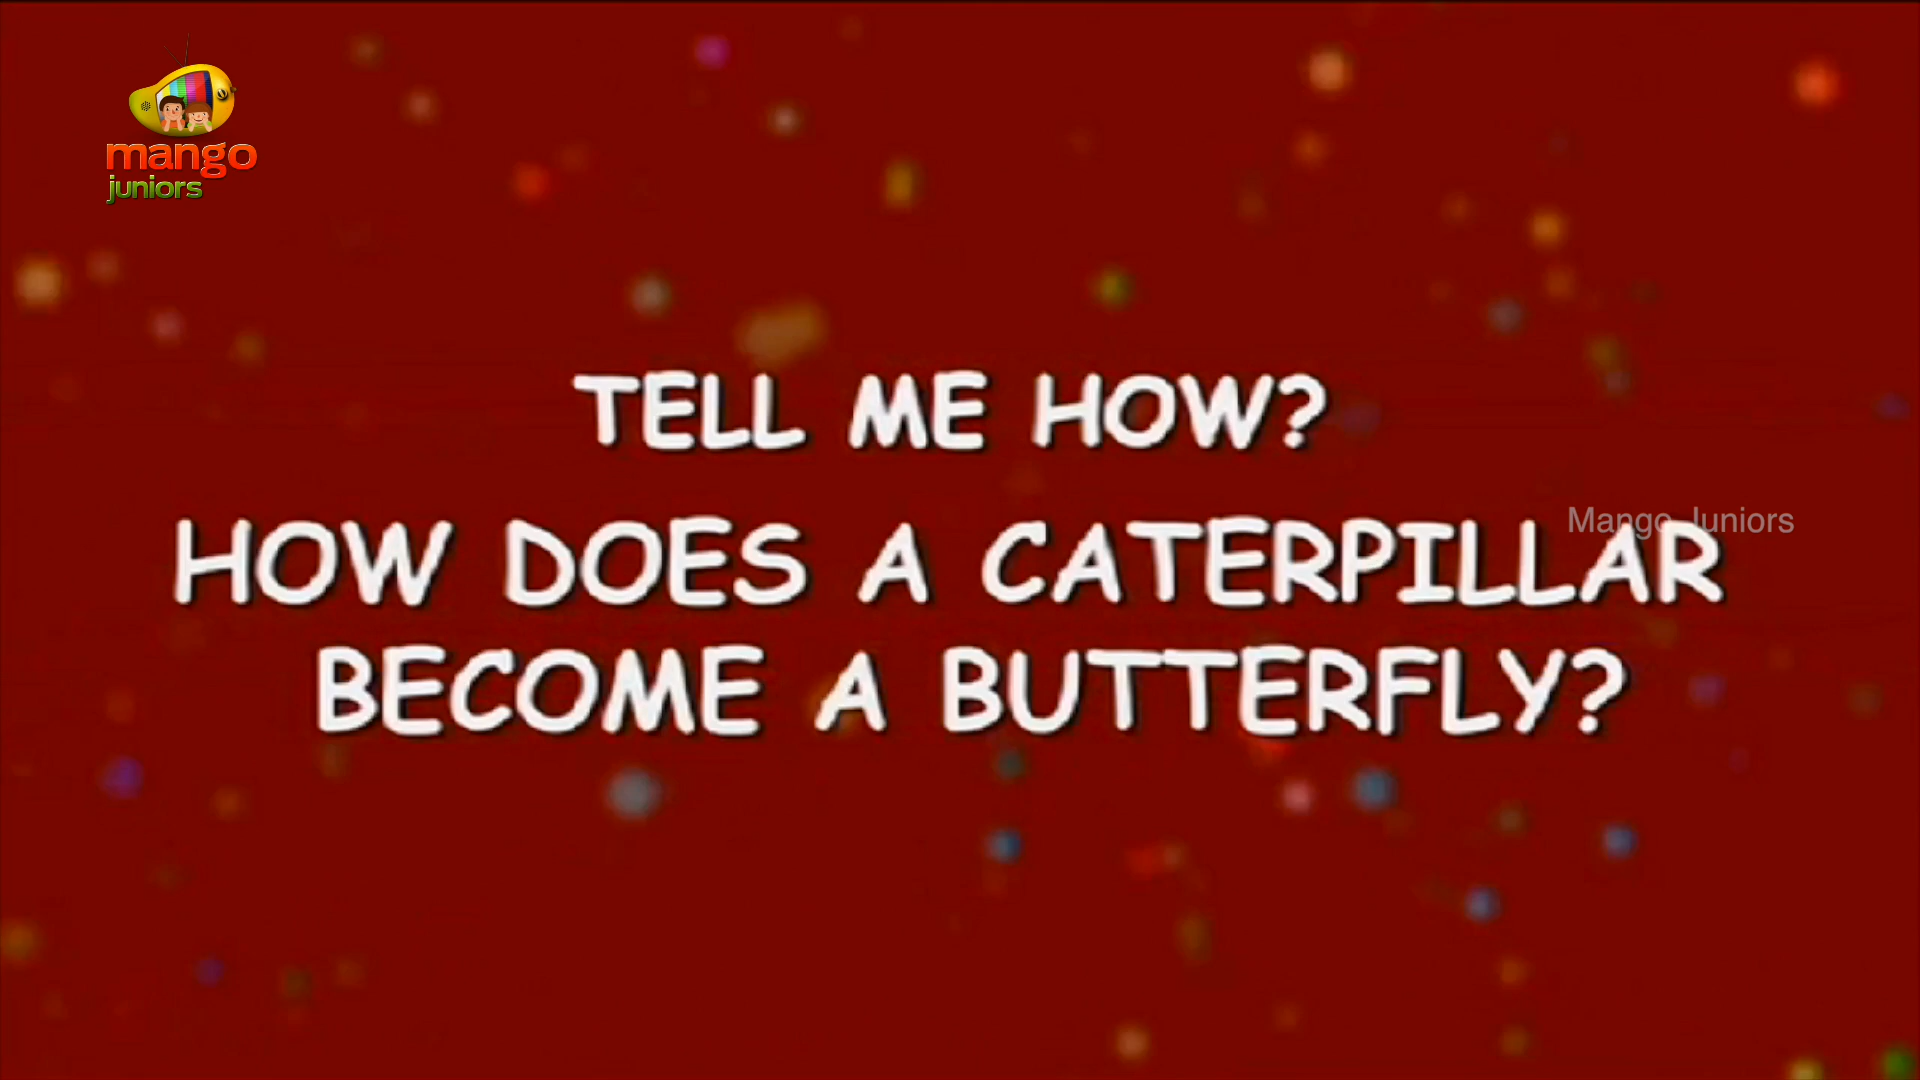 mango
juniors
TELL ME HOW?
Mango Juniors
HOW DOES A CATERPILLAR
BECOME A BUTTERFLY?